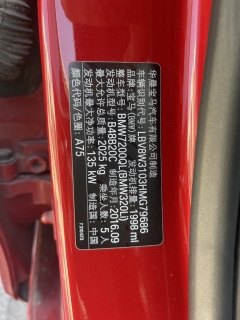 华晨宝马汽车有限公司制造
车辆识别代号: LBV8W3103HMG79686
品牌: 宝马(BMW)牌 发动机排量: 1998 ml
整车型号: BMW7200QL(BMW320Li)
发动机型号: B48B20C 制造年月: 2016.09
最大允许总质量: 2025 kg 乘坐人数: 5 人
发动机最大净功率: 135 kW 制造国: 中国
颜色代码/色圈: A75